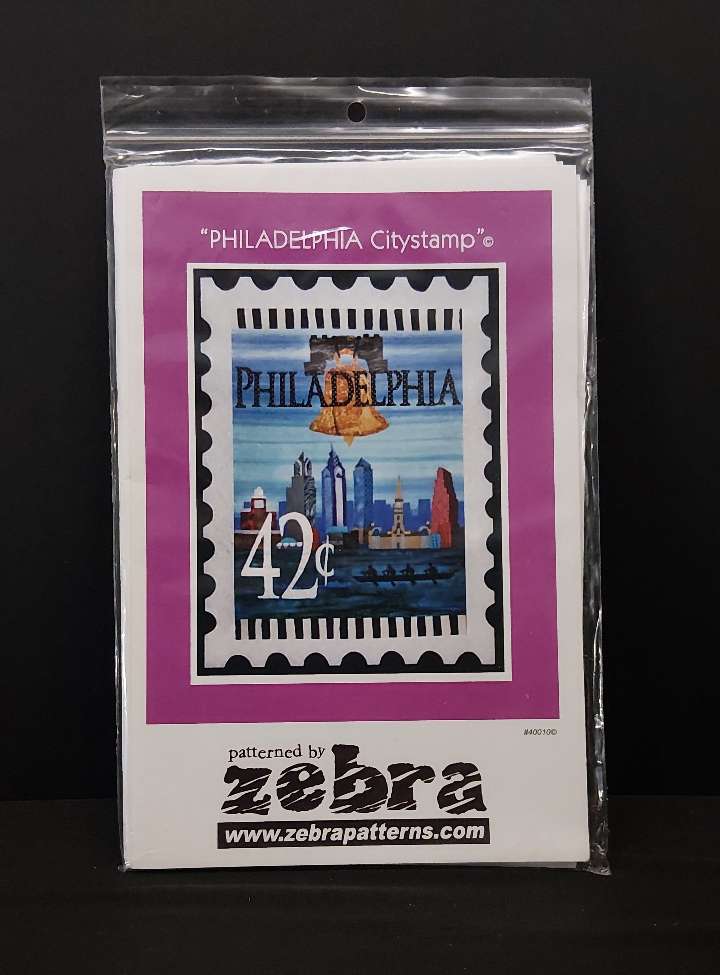 "PHILADELPHIA Citystamp"©
PHILADELPHIA
42¢
#40010©
patterned by
zebra
www.zebrapatterns.com